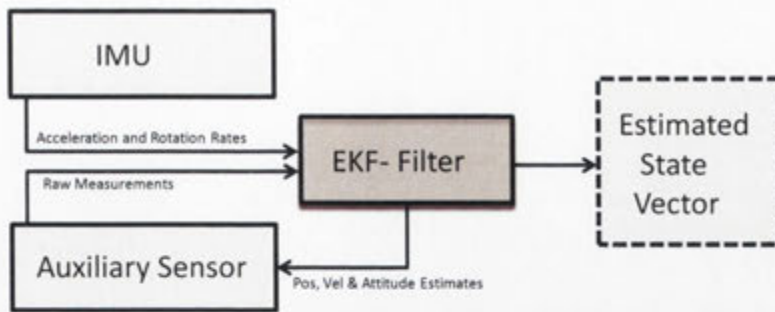 IMU
Acceleration and Rotation Rates
EKF- Filter
Estimated
State
Vector
Raw Measurements
Auxiliary Sensor
Pos, Vel & Attitude Estimates